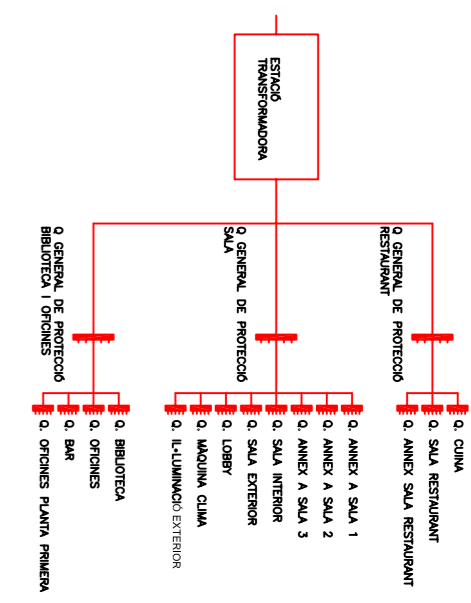 ESTACIÓ
TRANSFORMADORA
Q GENERAL DE PROTECCIÓ
RESTAURANT
Q. CUINA
Q. SALA RESTAURANT
Q. ANNEX SALA RESTAURANT
Q GENERAL DE PROTECCIÓ
SALA
Q. ANNEX A SALA 1
Q. ANNEX A SALA 2
Q. ANNEX A SALA 3
Q. SALA INTERIOR
Q. SALA EXTERIOR
Q. LOBBY
Q. MÀQUINA CLIMA
Q. IL•LUMINACIÓ EXTERIOR
Q GENERAL DE PROTECCIÓ
BIBLIOTECA I OFICINES
Q. BIBLIOTECA
Q. OFICINES
Q. BAR
Q. OFICINES PLANTA PRIMERA